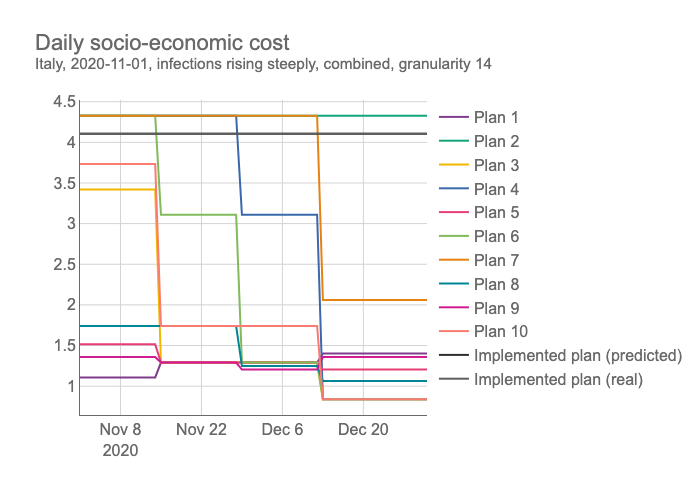 Daily socio-economic cost
Italy, 2020-11-01, infections rising steeply, combined, granularity 14
4.5
4
3.5
3
2.5
2
1.5
1
Nov 8
2020
Nov 22
Dec 6
Dec 20
Plan 1
Plan 2
Plan 3
Plan 4
Plan 5
Plan 6
Plan 7
Plan 8
Plan 9
Plan 10
Implemented plan (predicted)
Implemented plan (real)